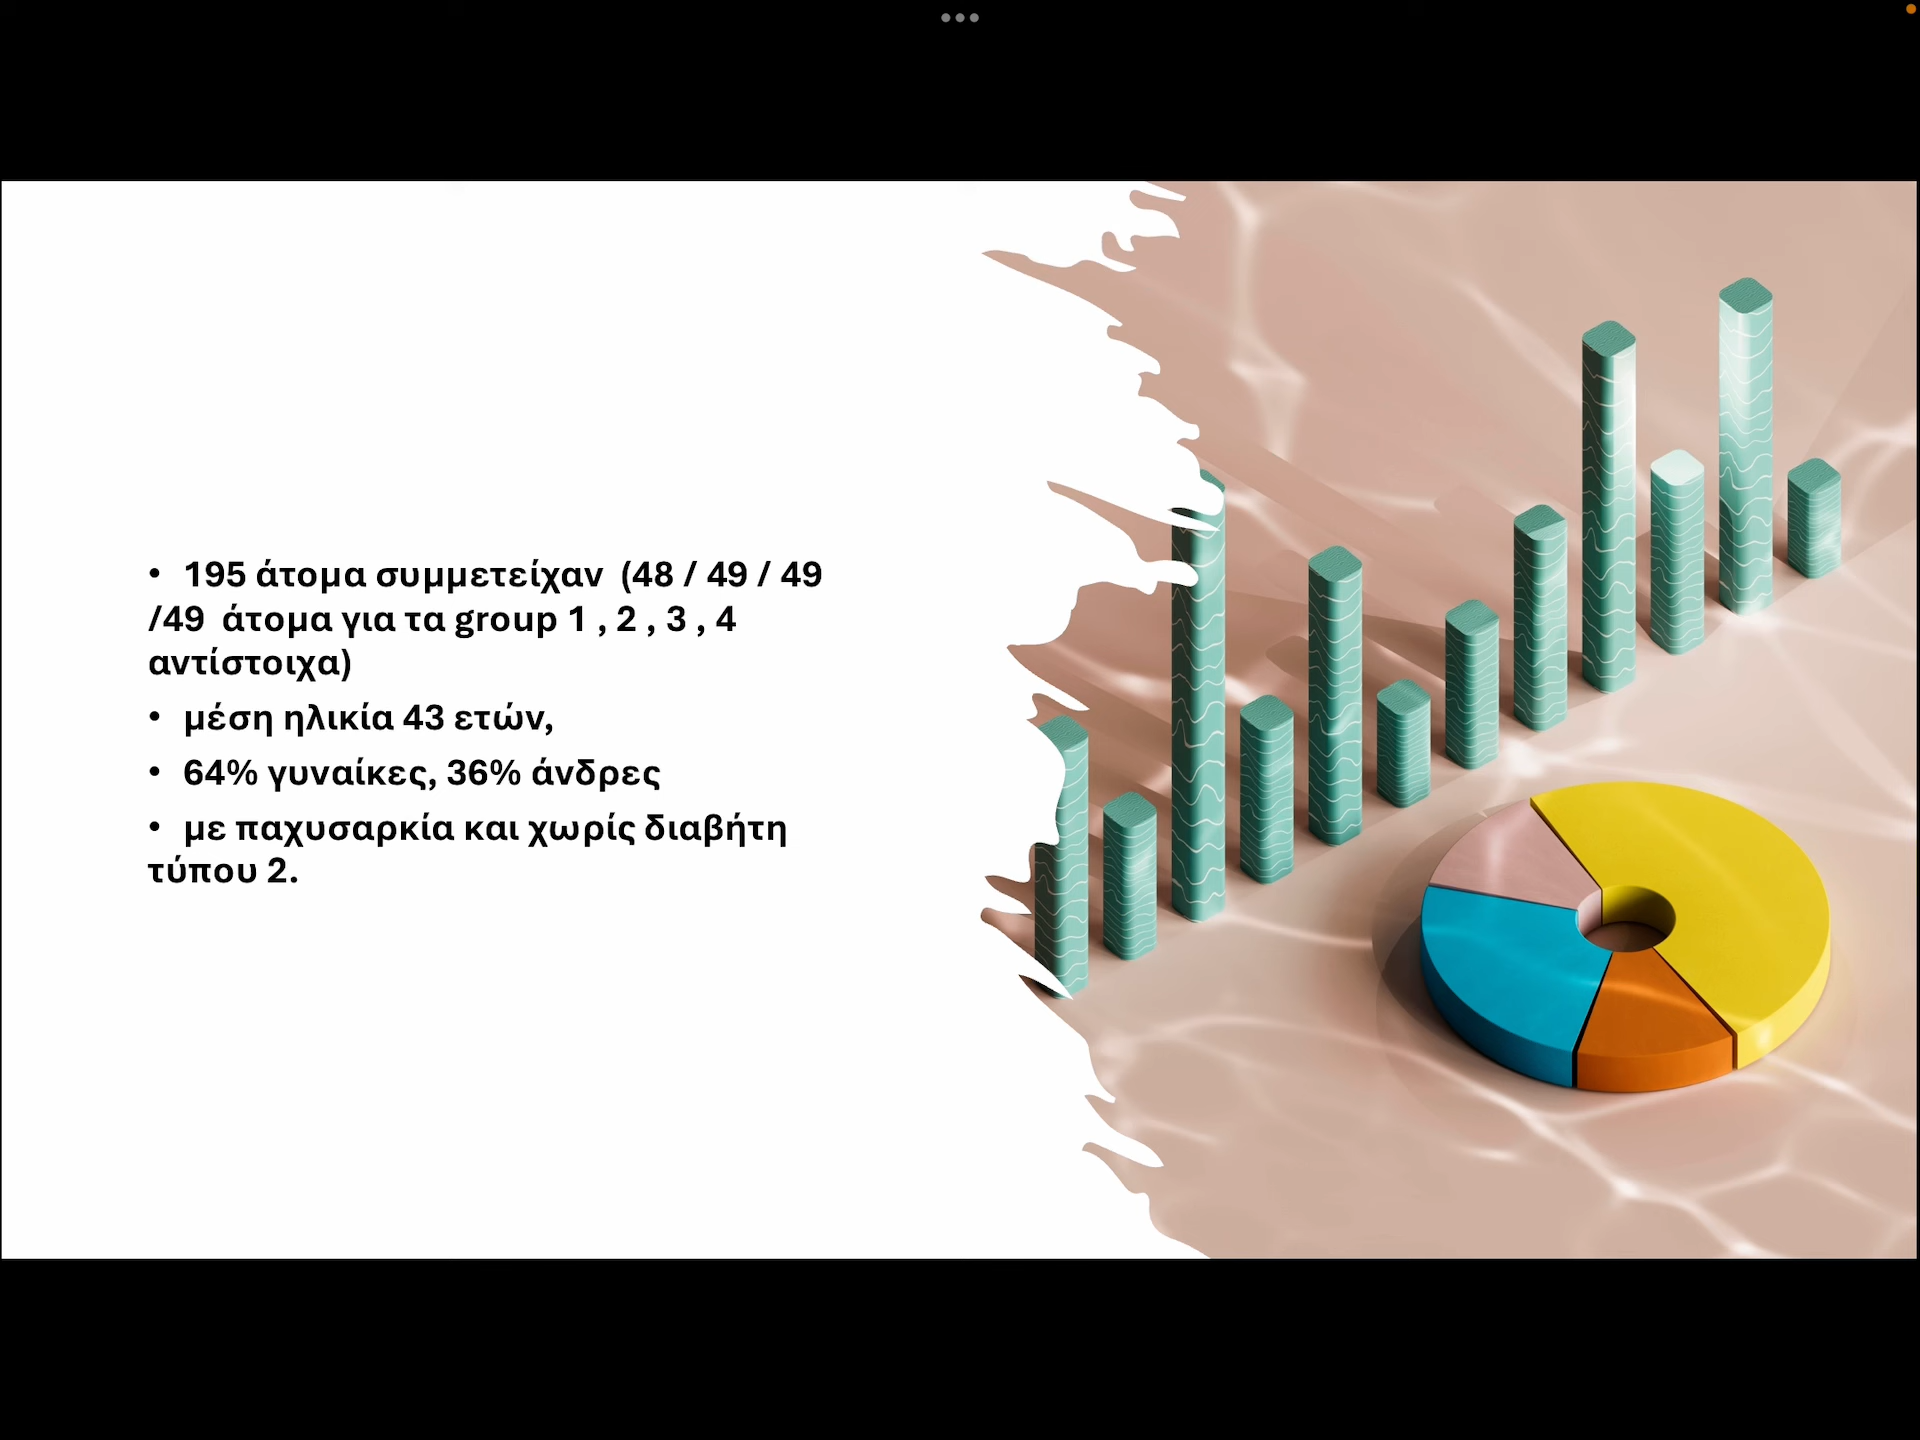 • 195 άτομα συμμετείχαν (48 / 49 / 49
/49 άτομα για τα group 1 , 2 , 3 , 4
αντίστοιχα)
• μέση ηλικία 43 ετών,
• 64% γυναίκες, 36% άνδρες
• με παχυσαρκία και χωρίς διαβήτη
τύπου 2.